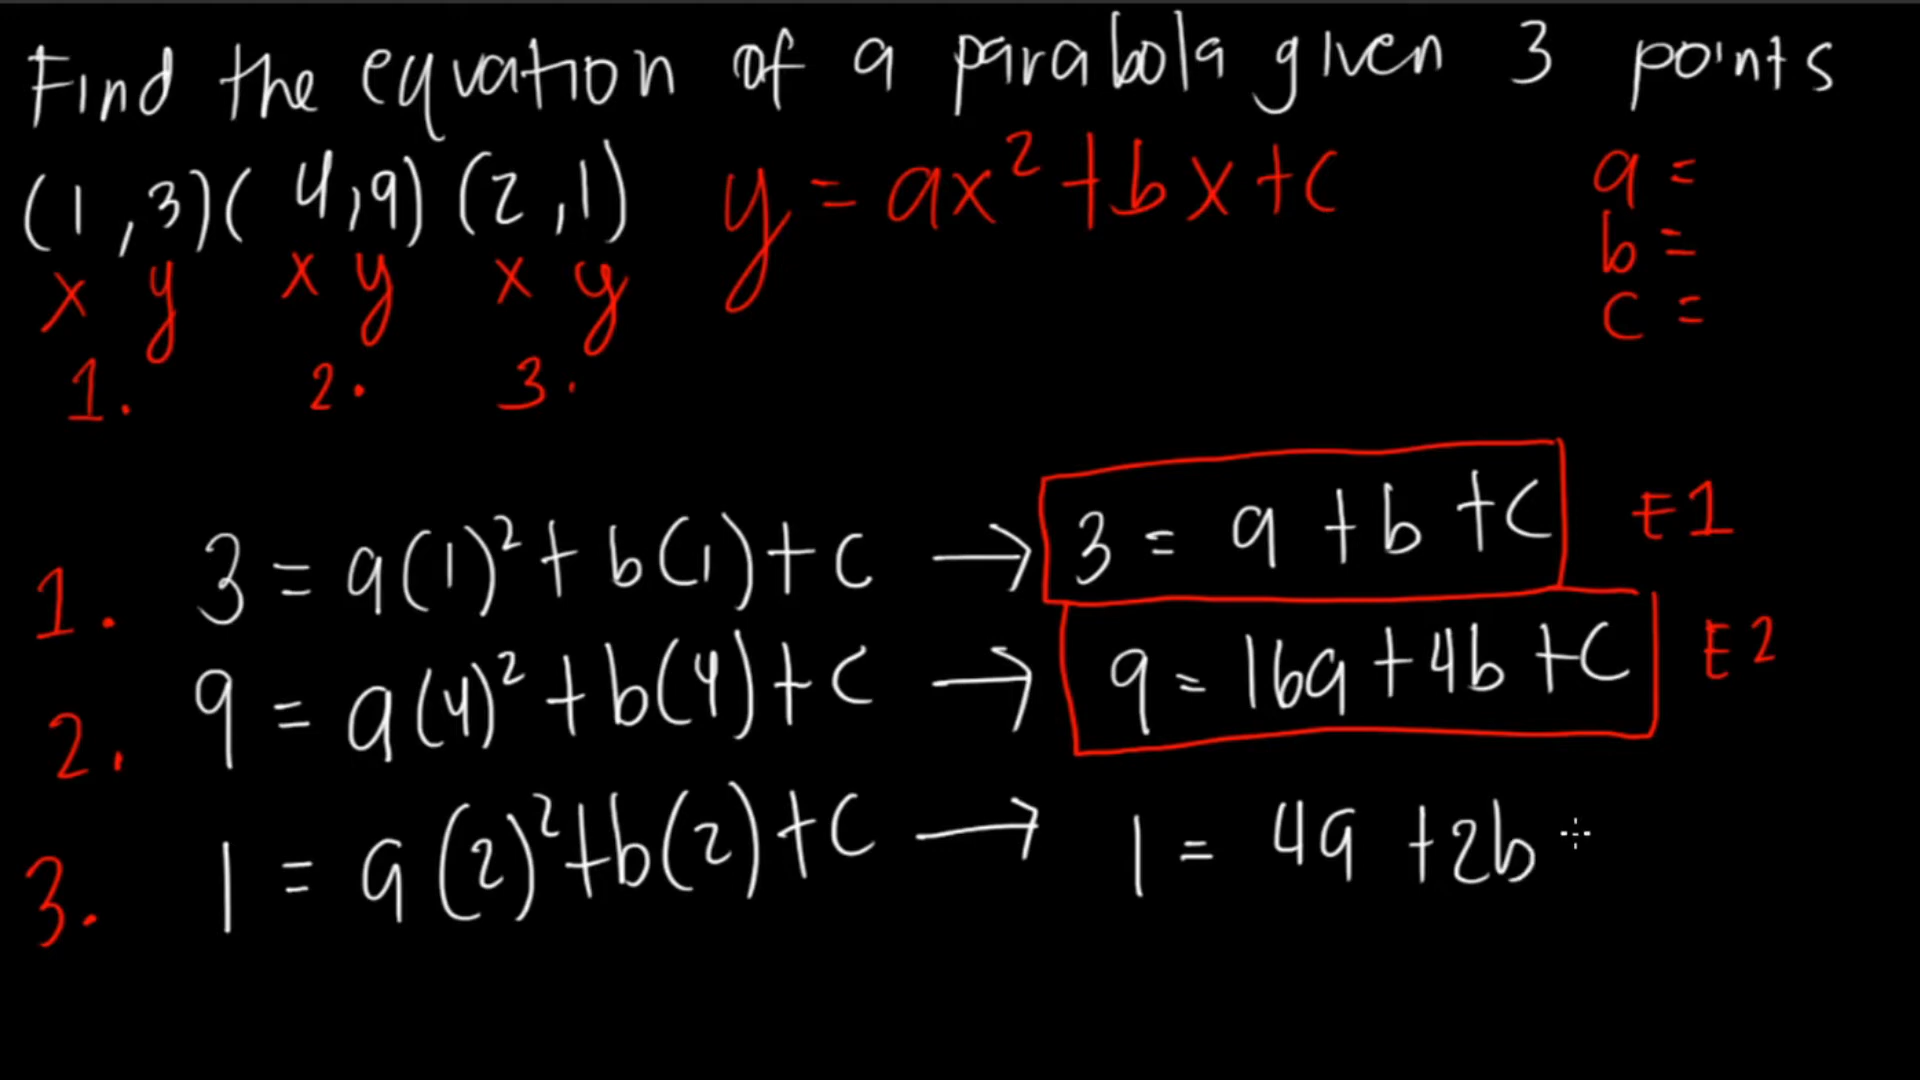 Find the equation of a parabola given 3 points
(1,3)(4,9)(2,1) y = ax²+bx+c a =
b =
c =
x y x y x y
1. 2. 3.
1. 3 = a(1)²+b(1)+c → 3 = a+b+c E1
2. 9 = a(4)²+b(4)+c → 9 = 16a+4b+c E2
3. 1 = a(2)²+b(2)+c → 1 = 4a+2b